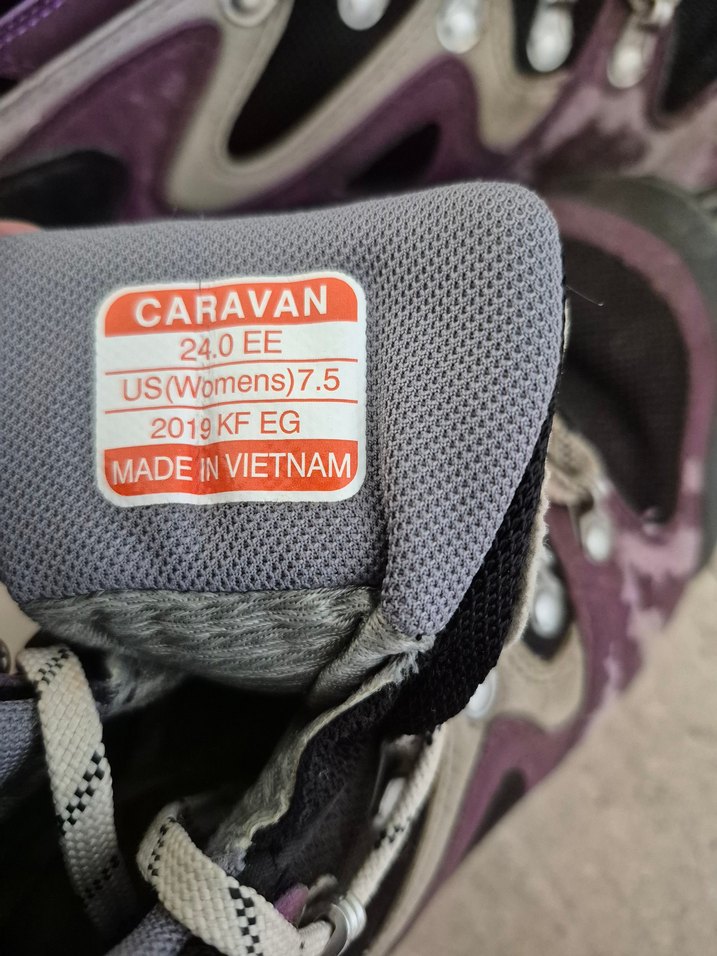 CARAVAN
24.0 EE
US(Womens)7.5
2019 KF EG
MADE IN VIETNAM